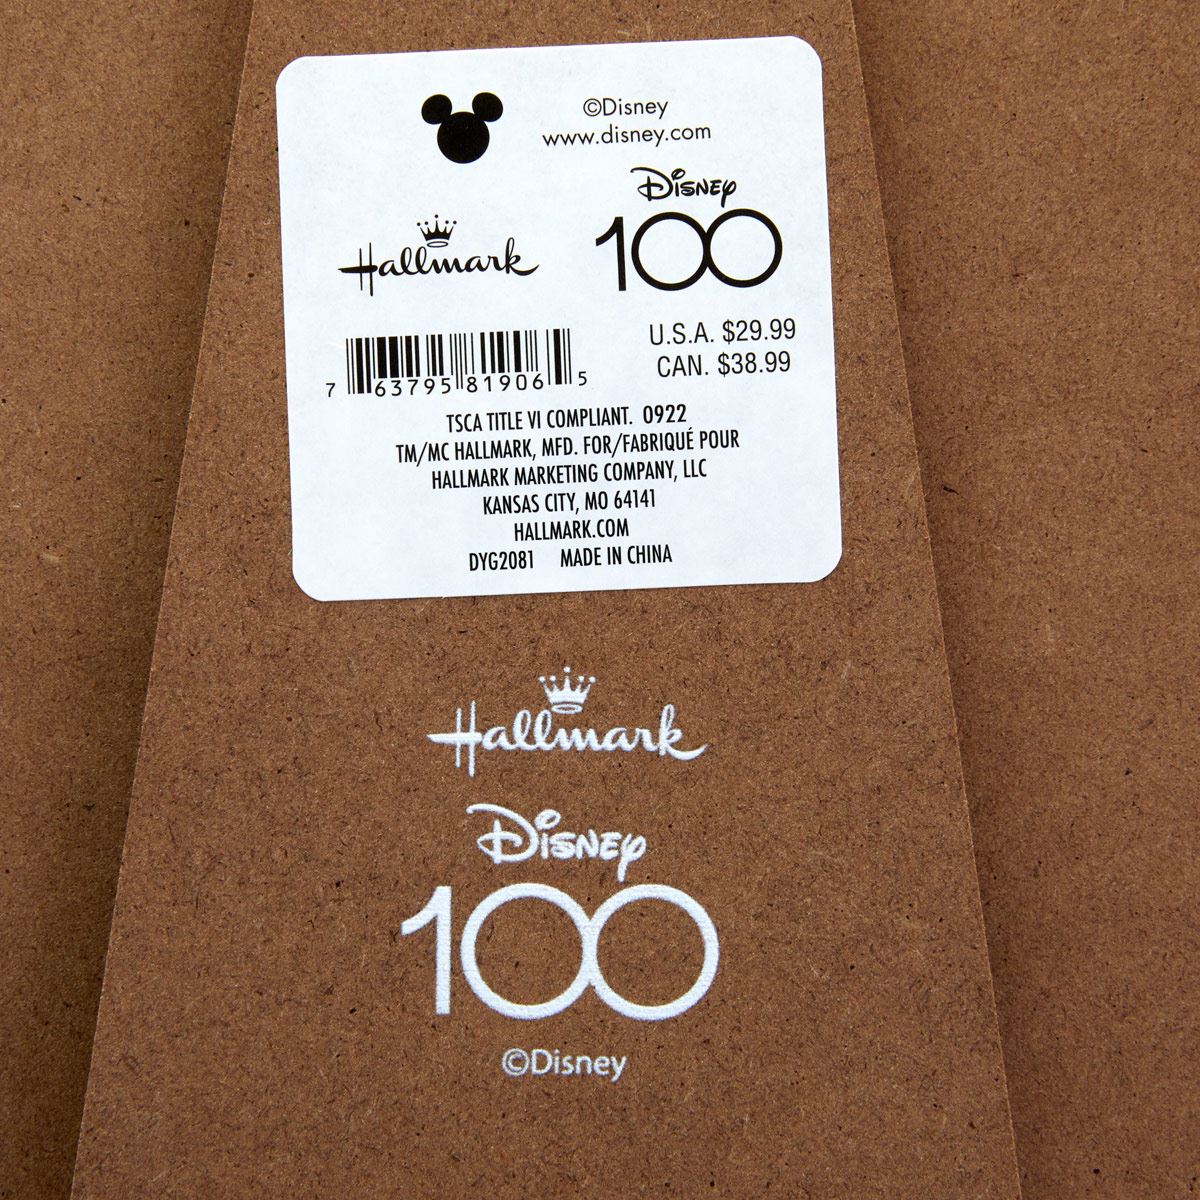 ©Disney
www.disney.com
Disney
100
Hallmark
U.S.A. $29.99
CAN. $38.99
7 63795 81906 5
TSCA TITLE VI COMPLIANT. 0922
TM/MC HALLMARK, MFD. FOR/FABRIQUÉ POUR
HALLMARK MARKETING COMPANY, LLC
KANSAS CITY, MO 64141
HALLMARK.COM
DYG2081 MADE IN CHINA
Hallmark
Disney
100
©Disney